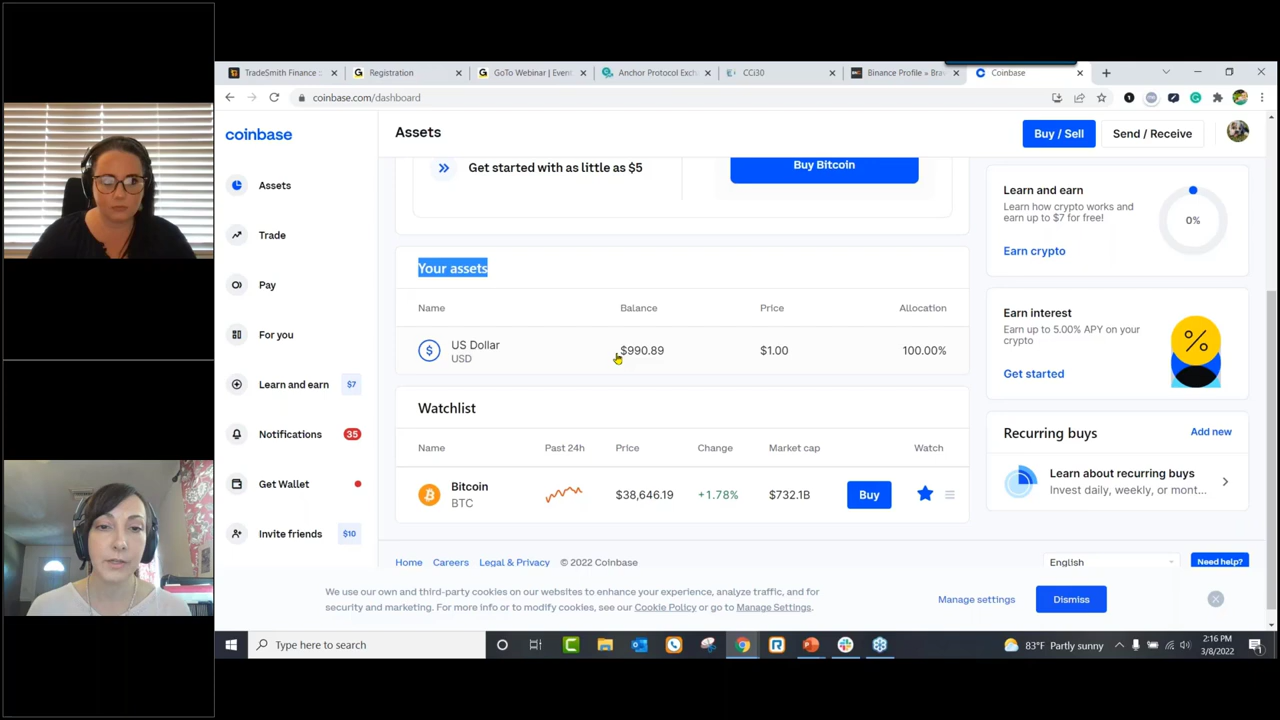 TradeSmith Finance ::
Registration
GoTo Webinar | Event
Anchor Protocol Exch
CCi30
Binance Profile « Brav
Coinbase
coinbase.com/dashboard
coinbase
Assets
Buy / Sell
Send / Receive
Assets
Trade
Pay
For you
Learn and earn
$7
Notifications
35
Get Wallet
Invite friends
$10
Get started with as little as $5
Buy Bitcoin
Your assets
Name Balance Price Allocation
US Dollar
USD
$990.89
$1.00
100.00%
Watchlist
Name Past 24h Price Change Market cap Watch
Bitcoin
BTC
$38,646.19
+1.78%
$732.1B
Buy
Learn and earn
Learn how crypto works and
earn up to $7 for free!
Earn crypto
0%
Earn interest
Earn up to 5.00% APY on your
crypto
Get started
Recurring buys
Add new
Learn about recurring buys
Invest daily, weekly, or mont...
Home Careers Legal & Privacy © 2022 Coinbase
English
Need help?
We use our own and third-party cookies on our websites to enhance your experience, analyze traffic, and for
security and marketing. For more info or to modify cookies, see our Cookie Policy or go to Manage Settings.
Manage settings
Dismiss
Type here to search
83°F Partly sunny
2:16 PM
3/8/2022